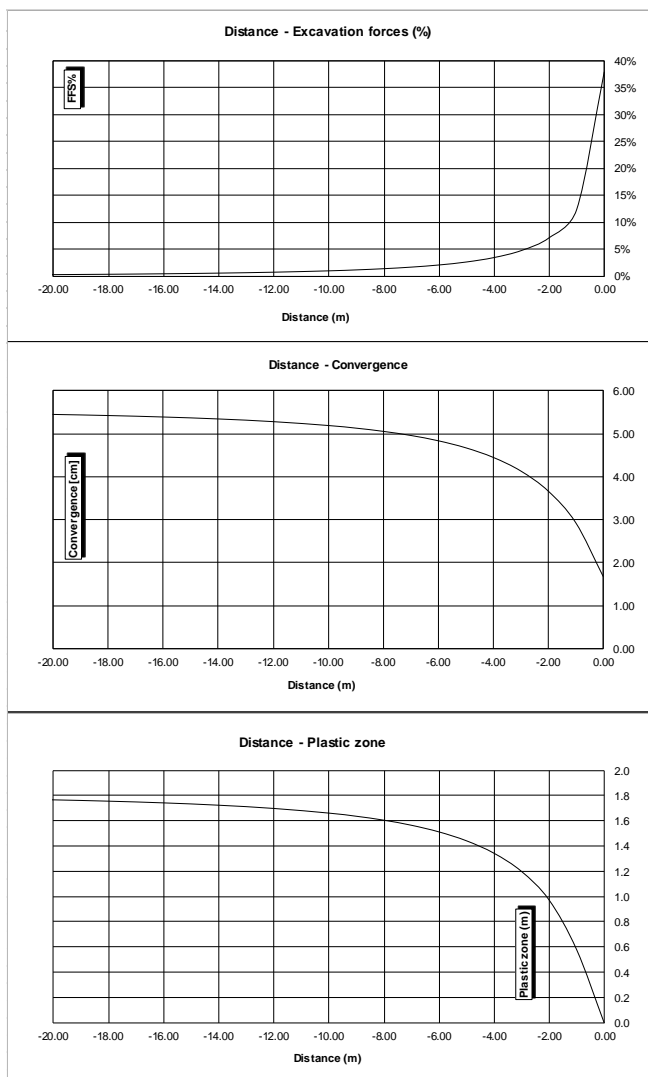 Distance - Excavation forces (%)
FFS%
40%
35%
30%
25%
20%
15%
10%
5%
0%
-20.00 -18.00 -16.00 -14.00 -12.00 -10.00 -8.00 -6.00 -4.00 -2.00 0.00
Distance (m)
Distance - Convergence
Convergence [cm]
6.00
5.00
4.00
3.00
2.00
1.00
0.00
-20.00 -18.00 -16.00 -14.00 -12.00 -10.00 -8.00 -6.00 -4.00 -2.00 0.00
Distance (m)
Distance - Plastic zone
Plastic zone (m)
2.0
1.8
1.6
1.4
1.2
1.0
0.8
0.6
0.4
0.2
0.0
-20.00 -18.00 -16.00 -14.00 -12.00 -10.00 -8.00 -6.00 -4.00 -2.00 0.00
Distance (m)